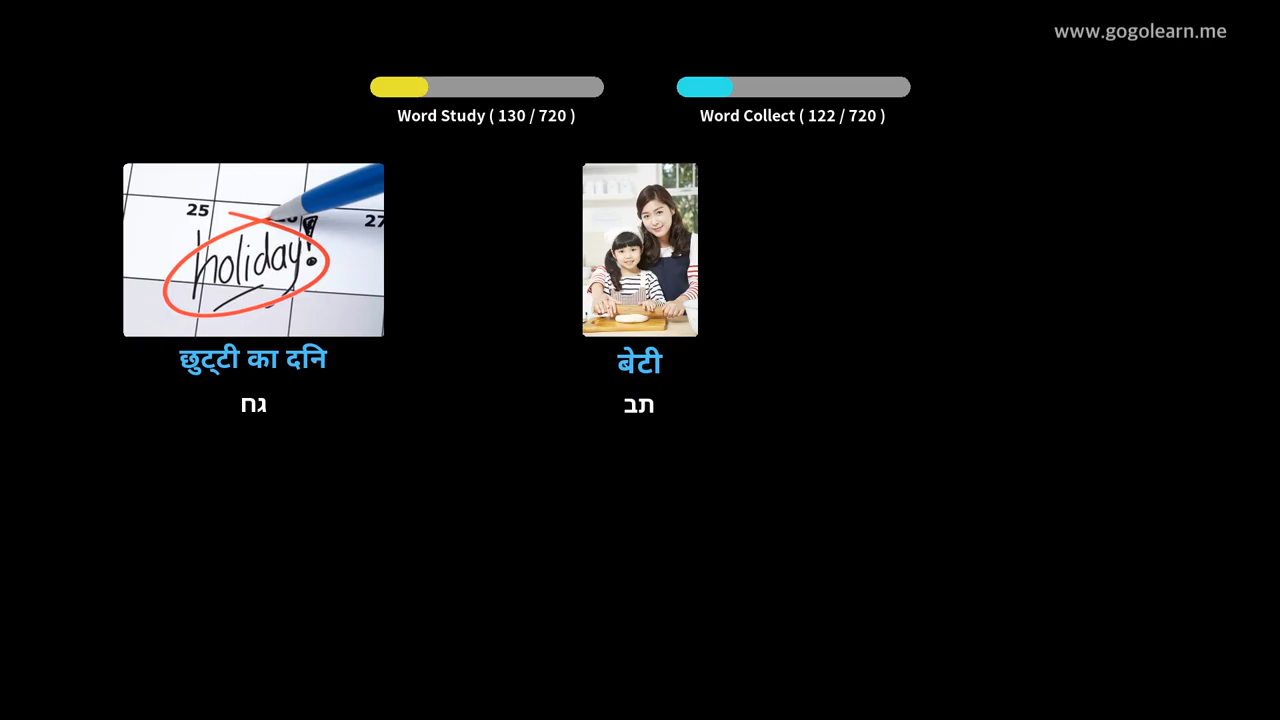 www.gogolearn.me
Word Study ( 130 / 720 )
Word Collect ( 122 / 720 )
25
27
holiday!
छुट्टी का दनि
גח
बेटी
תב